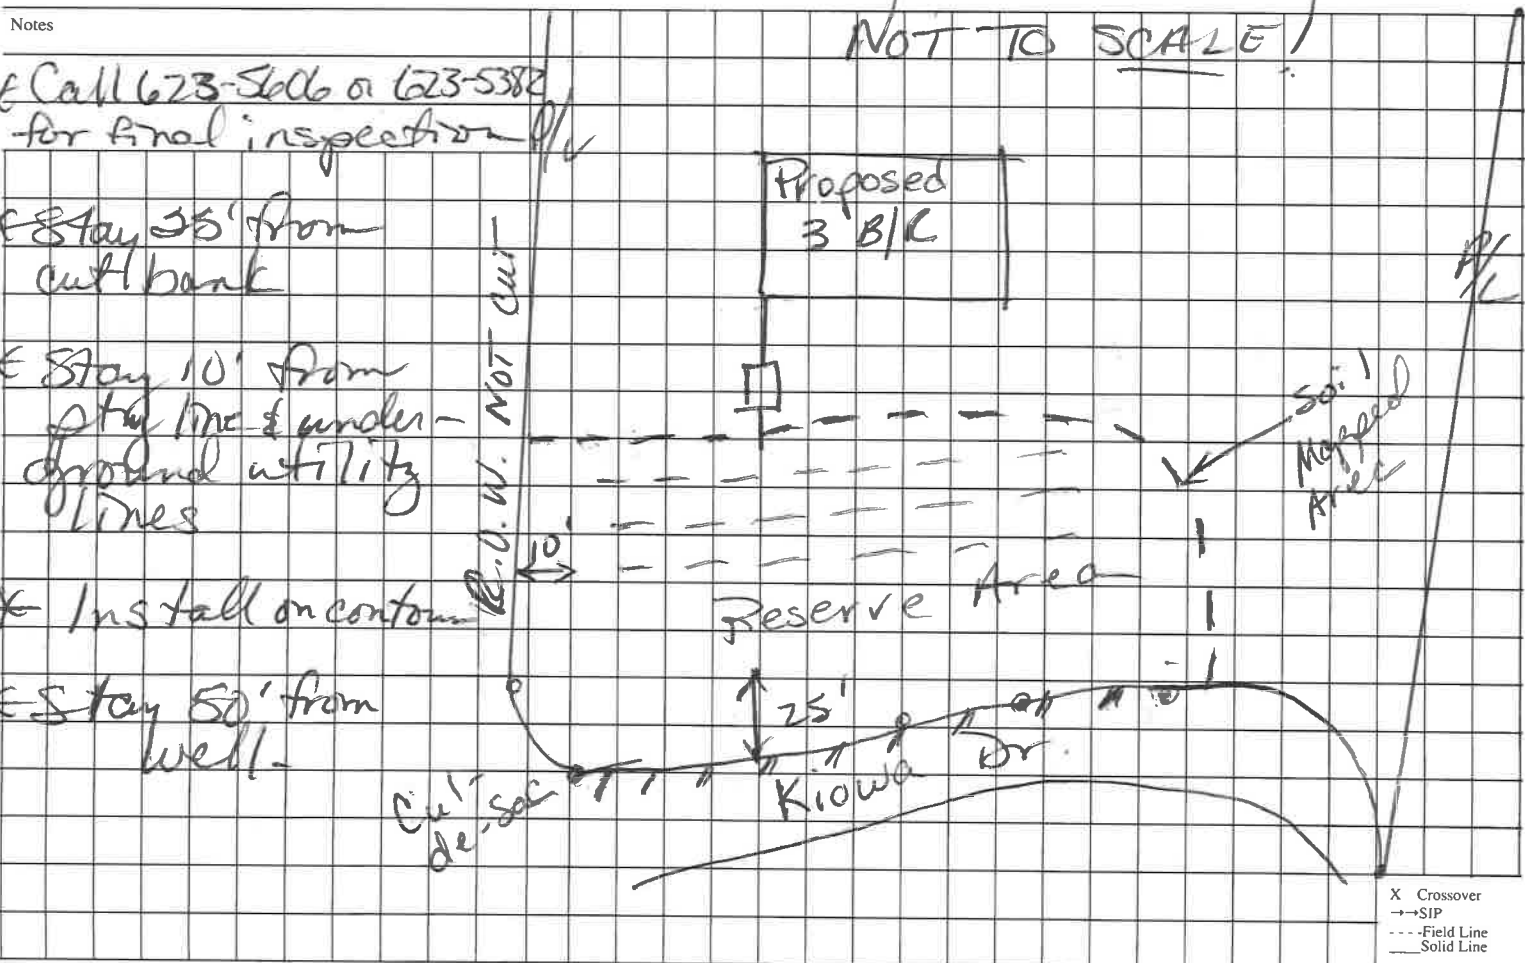 Notes
NOT TO SCALE!
* Call 623-5606 or 623-5382
for final inspection
P/L
* Stay 25' from
cut bank
* Stay 10' from
pty line & under-
ground utility
lines
* Install on contour
* Stay 50' from
well.
R.O.W. NOT CUT
Proposed
3 B/R
P/L
Soil
Mapped
Area
10'
Reserve Area
25'
Cul-
de-sac
Kiowa Dr.
X Crossover
→→SIP
----Field Line
___Solid Line